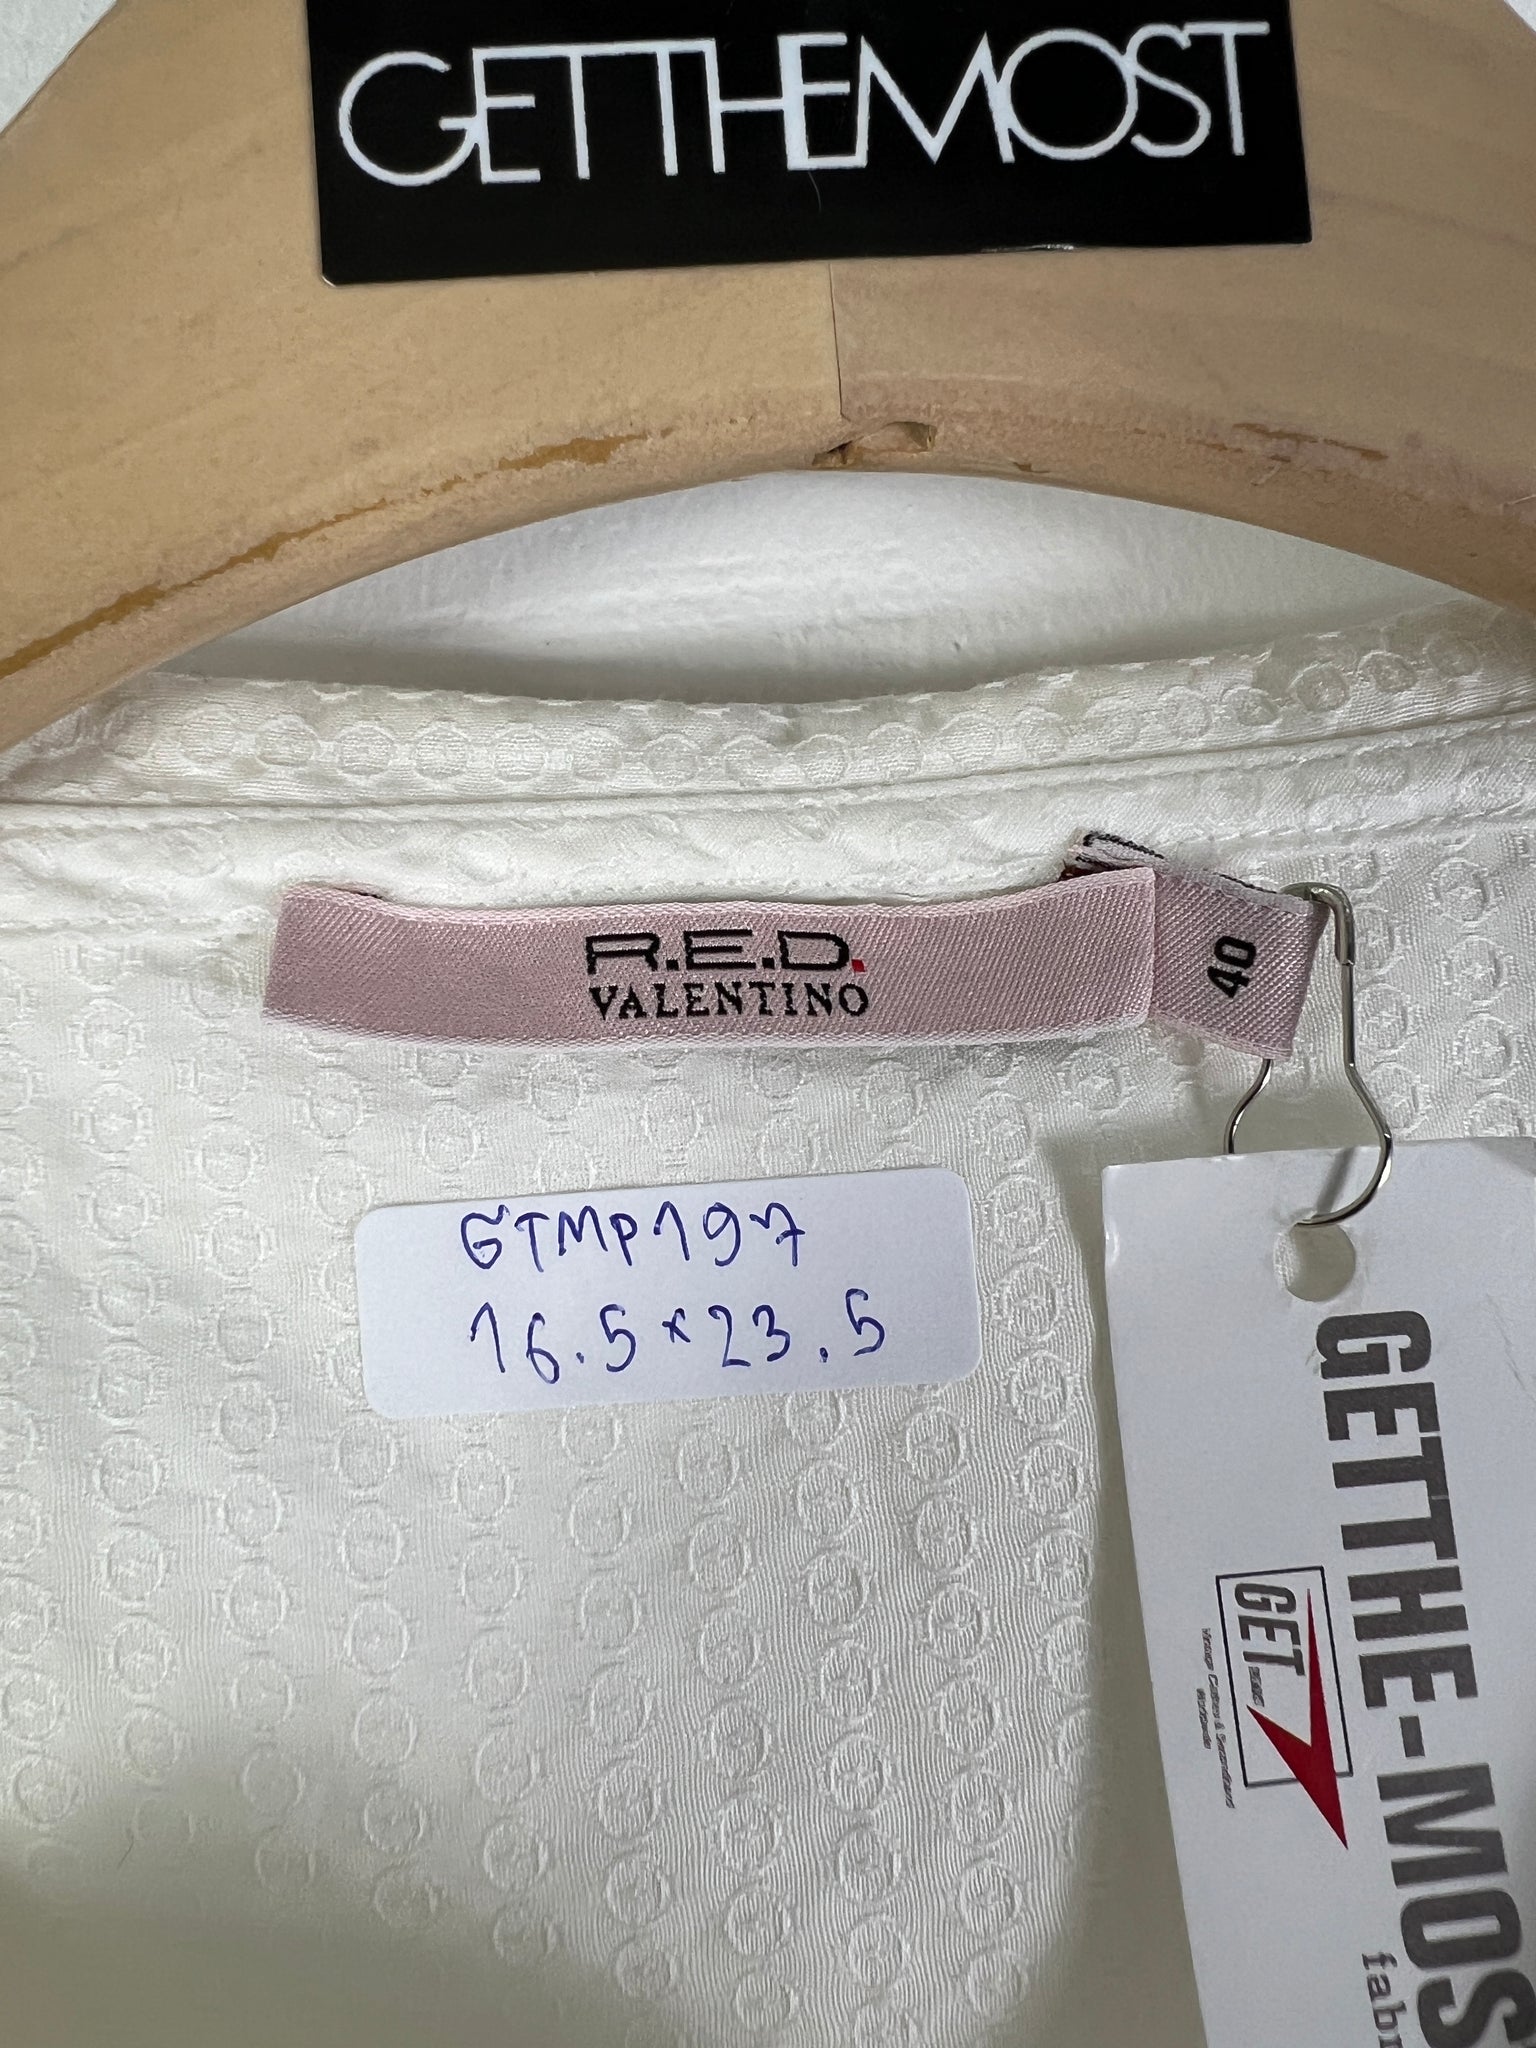 GETTHEMOST
R.E.D.
VALENTINO
40
GTMP197
16.5×23.5
GETTHE-MOS
fabr
GET